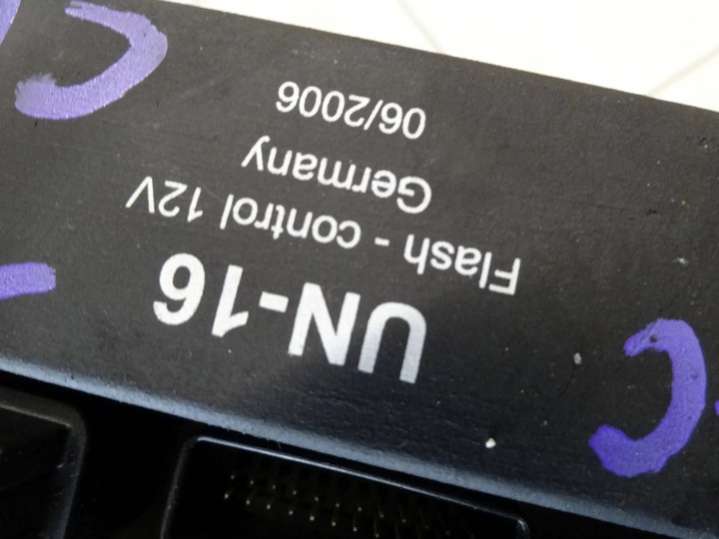 UN-16
Flash - control 12V
Germany
06/2006